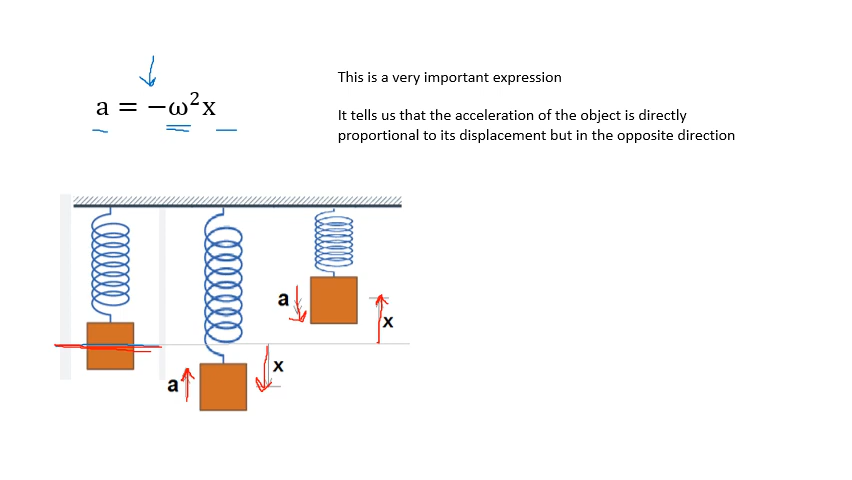 a = −ω²x
This is a very important expression
It tells us that the acceleration of the object is directly
proportional to its displacement but in the opposite direction
a
x
x
a